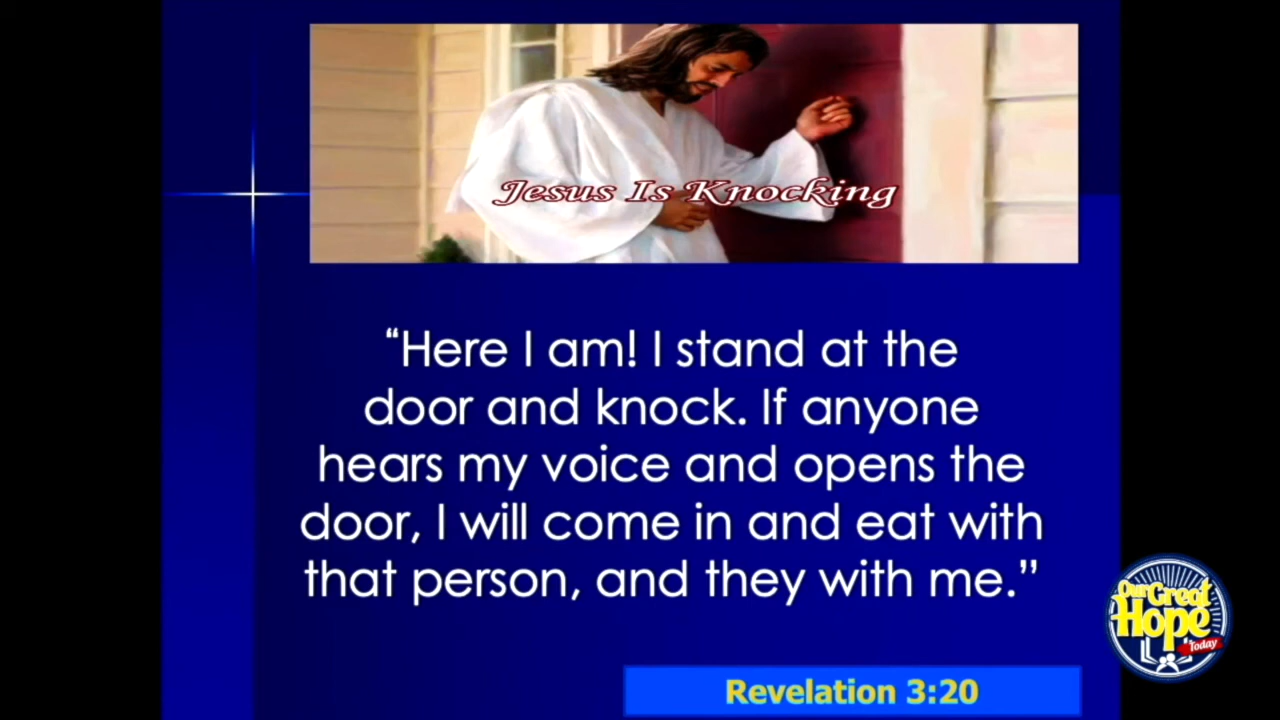 Jesus Is Knocking
“Here I am! I stand at the
door and knock. If anyone
hears my voice and opens the
door, I will come in and eat with
that person, and they with me.”
Revelation 3:20
Our Great
Hope
Today